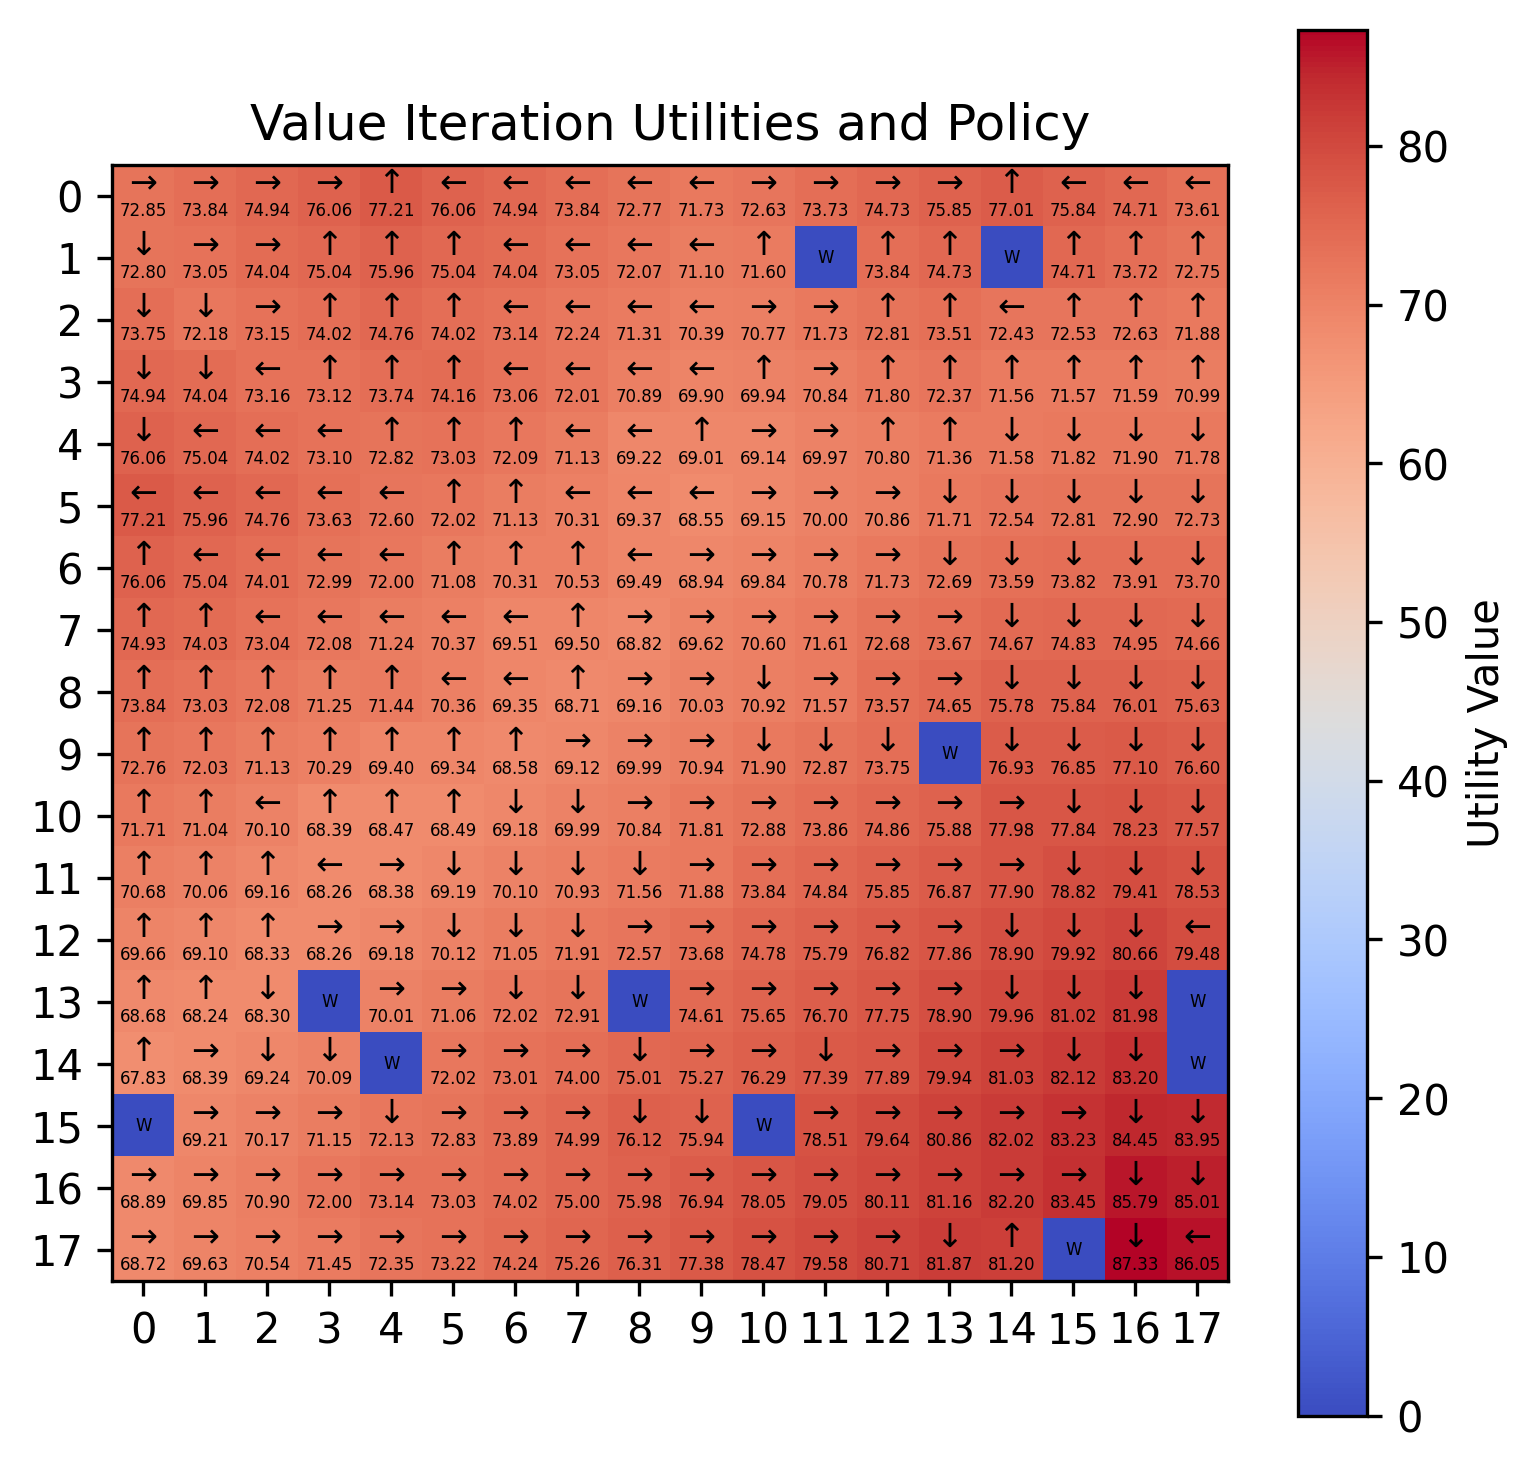 Value Iteration Utilities and Policy
0 → → → → ↑ ← ← ← ← ← → → → → ↑ ← ← ←
72.85 73.84 74.94 76.06 77.21 76.06 74.94 73.84 72.77 71.73 72.63 73.73 74.73 75.85 77.01 75.84 74.71 73.61
1 ↓ → → ↑ ↑ ↑ ← ← ← ← ↑ W ↑ ↑ W ↑ ↑ ↑
72.80 73.05 74.04 75.04 75.96 75.04 74.04 73.05 72.07 71.10 71.60 73.84 74.73 74.71 73.72 72.75
2 ↓ ↓ → ↑ ↑ ↑ ← ← ← ← → → ↑ ↑ ← ↑ ↑ ↑
73.75 72.18 73.15 74.02 74.76 74.02 73.14 72.24 71.31 70.39 70.77 71.73 72.81 73.51 72.43 72.53 72.63 71.88
3 ↓ ↓ ← ↑ ↑ ↑ ← ← ← ← ↑ → ↑ ↑ ↑ ↑ ↑ ↑
74.94 74.04 73.16 73.12 73.74 74.16 73.06 72.01 70.89 69.90 69.94 70.84 71.80 72.37 71.56 71.57 71.59 70.99
4 ↓ ← ← ← ↑ ↑ ↑ ← ← ↑ → → ↑ ↑ ↓ ↓ ↓ ↓
76.06 75.04 74.02 73.10 72.82 73.03 72.09 71.13 69.22 69.01 69.14 69.97 70.80 71.36 71.58 71.82 71.90 71.78
5 ← ← ← ← ← ↑ ↑ ← ← ← → → → ↓ ↓ ↓ ↓ ↓
77.21 75.96 74.76 73.63 72.60 72.02 71.13 70.31 69.37 68.55 69.15 70.00 70.86 71.71 72.54 72.81 72.90 72.73
6 ↑ ← ← ← ← ↑ ↑ ↑ ← → → → → ↓ ↓ ↓ ↓ ↓
76.06 75.04 74.01 72.99 72.00 71.08 70.31 70.53 69.49 68.94 69.84 70.78 71.73 72.69 73.59 73.82 73.91 73.70
7 ↑ ↑ ← ← ← ← ← ↑ → → → → → → ↓ ↓ ↓ ↓
74.93 74.03 73.04 72.08 71.24 70.37 69.51 69.50 68.82 69.62 70.60 71.61 72.68 73.67 74.67 74.83 74.95 74.66
8 ↑ ↑ ↑ ↑ ↑ ← ← ↑ → → ↓ → → → ↓ ↓ ↓ ↓
73.84 73.03 72.08 71.25 71.44 70.36 69.35 68.71 69.16 70.03 70.92 71.57 73.57 74.65 75.78 75.84 76.01 75.63
9 ↑ ↑ ↑ ↑ ↑ ↑ ↑ → → → ↓ ↓ ↓ W ↓ ↓ ↓ ↓
72.76 72.03 71.13 70.29 69.40 69.34 68.58 69.12 69.99 70.94 71.90 72.87 73.75 76.93 76.85 77.10 76.60
10 ↑ ↑ ← ↑ ↑ ↑ ↓ ↓ → → → → → → → ↓ ↓ ↓
71.71 71.04 70.10 68.39 68.47 68.49 69.18 69.99 70.84 71.81 72.88 73.86 74.86 75.88 77.98 77.84 78.23 77.57
11 ↑ ↑ ↑ ← → ↓ ↓ ↓ ↓ → → → → → → ↓ ↓ ↓
70.68 70.06 69.16 68.26 68.38 69.19 70.10 70.93 71.56 71.88 73.84 74.84 75.85 76.87 77.90 78.82 79.41 78.53
12 ↑ ↑ ↑ → → ↓ ↓ ↓ → → → → → → ↓ ↓ ↓ ←
69.66 69.10 68.33 68.26 69.18 70.12 71.05 71.91 72.57 73.68 74.78 75.79 76.82 77.86 78.90 79.92 80.66 79.48
13 ↑ ↑ ↓ W → → ↓ ↓ W → → → → → ↓ ↓ ↓ W
68.68 68.24 68.30 70.01 71.06 72.02 72.91 74.61 75.65 76.70 77.75 78.90 79.96 81.02 81.98
14 ↑ → ↓ ↓ W → → → ↓ → → ↓ → → → ↓ ↓ W
67.83 68.39 69.24 70.09 72.02 73.01 74.00 75.01 75.27 76.29 77.39 77.89 79.94 81.03 82.12 83.20
15 W → → → ↓ → → → ↓ ↓ W → → → → → ↓ ↓
69.21 70.17 71.15 72.13 72.83 73.89 74.99 76.12 75.94 78.51 79.64 80.86 82.02 83.23 84.45 83.95
16 → → → → → → → → → → → → → → → → ↓ ↓
68.89 69.85 70.90 72.00 73.14 73.03 74.02 75.00 75.98 76.94 78.05 79.05 80.11 81.16 82.20 83.45 85.79 85.01
17 → → → → → → → → → → → → → ↓ ↑ W ↓ ←
68.72 69.63 70.54 71.45 72.35 73.22 74.24 75.26 76.31 77.38 78.47 79.58 80.71 81.87 81.20 87.33 86.05
0 1 2 3 4 5 6 7 8 9 10 11 12 13 14 15 16 17
80
70
60
50
40
30
20
10
0
Utility Value